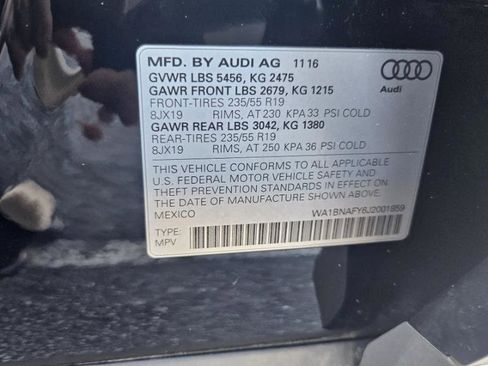 MFD. BY AUDI AG 11 16
GVWR LBS 5456, KG 2475
GAWR FRONT LBS 2679, KG 1215
FRONT-TIRES 235/55 R19
8JX19 RIMS, AT 230 KPA 33 PSI COLD
GAWR REAR LBS 3042, KG 1380
REAR-TIRES 235/55 R19
8JX19 RIMS, AT 250 KPA 36 PSI COLD
THIS VEHICLE CONFORMS TO ALL APPLICABLE
U.S. FEDERAL MOTOR VEHICLE SAFETY AND
THEFT PREVENTION STANDARDS IN EFFECT ON
THE DATE OF MANUFACTURE SHOWN ABOVE.
MEXICO
WA1BNAFY8J2001859
TYPE:
MPV
Audi